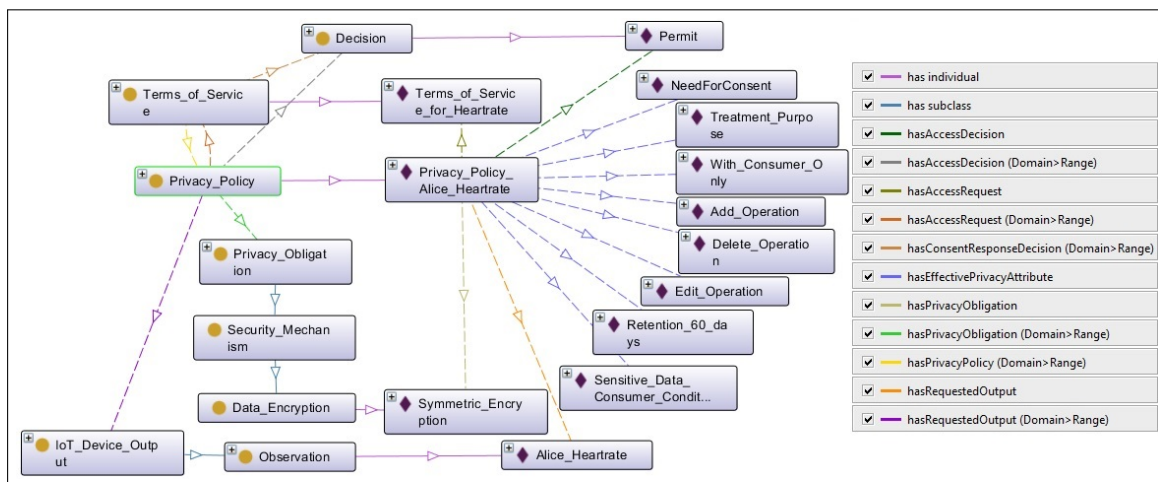 Decision
Permit
Terms_of_Servic
e
Terms_of_Servic
e_for_Heartrate
NeedForConsent
Treatment_Purpo
se
With_Consumer_O
nly
Privacy_Policy
Privacy_Policy_
Alice_Heartrate
Add_Operation
Delete_Operatio
n
Privacy_Obligat
ion
Edit_Operation
Security_Mechan
ism
Retention_60_da
ys
Sensitive_Data_
Consumer_Condit...
Data_Encryption
Symmetric_Encry
ption
IoT_Device_Outp
ut
Observation
Alice_Heartrate
has individual
has subclass
hasAccessDecision
hasAccessDecision (Domain>Range)
hasAccessRequest
hasAccessRequest (Domain>Range)
hasConsentResponseDecision (Domain>Range)
hasEffectivePrivacyAttribute
hasPrivacyObligation
hasPrivacyObligation (Domain>Range)
hasPrivacyPolicy (Domain>Range)
hasRequestedOutput
hasRequestedOutput (Domain>Range)